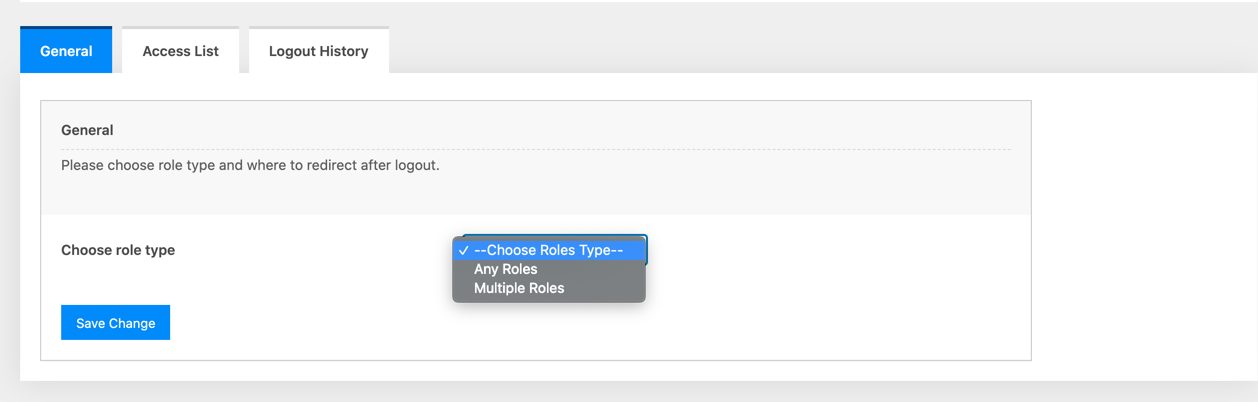 General
Access List
Logout History
General
Please choose role type and where to redirect after logout.
Choose role type
--Choose Roles Type--
Any Roles
Multiple Roles
Save Change